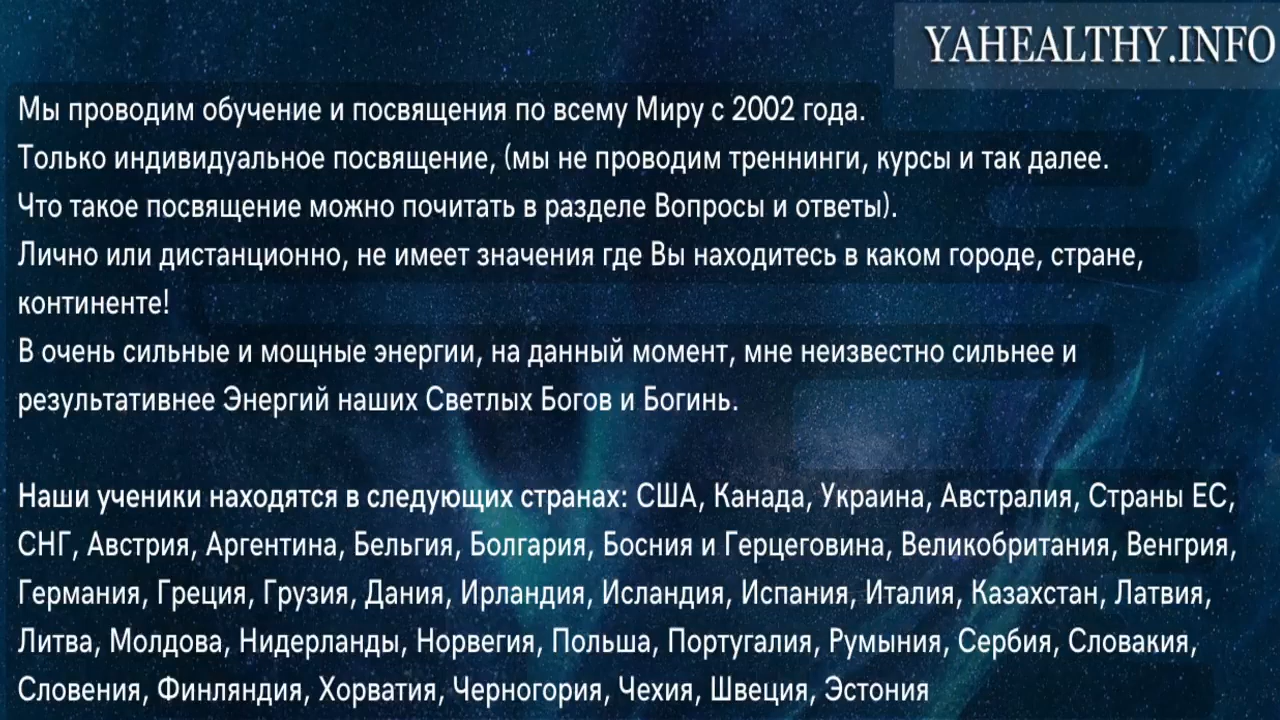 YAHEALTHY.INFO
Мы проводим обучение и посвящения по всему Миру с 2002 года.
Только индивидуальное посвящение, (мы не проводим треннинги, курсы и так далее.
Что такое посвящение можно почитать в разделе Вопросы и ответы).
Лично или дистанционно, не имеет значения где Вы находитесь в каком городе, стране,
континенте!
В очень сильные и мощные энергии, на данный момент, мне неизвестно сильнее и
результативнее Энергий наших Светлых Богов и Богинь.
Наши ученики находятся в следующих странах: США, Канада, Украина, Австралия, Страны ЕС,
СНГ, Австрия, Аргентина, Бельгия, Болгария, Босния и Герцеговина, Великобритания, Венгрия,
Германия, Греция, Грузия, Дания, Ирландия, Исландия, Испания, Италия, Казахстан, Латвия,
Литва, Молдова, Нидерланды, Норвегия, Польша, Португалия, Румыния, Сербия, Словакия,
Словения, Финляндия, Хорватия, Черногория, Чехия, Швеция, Эстония